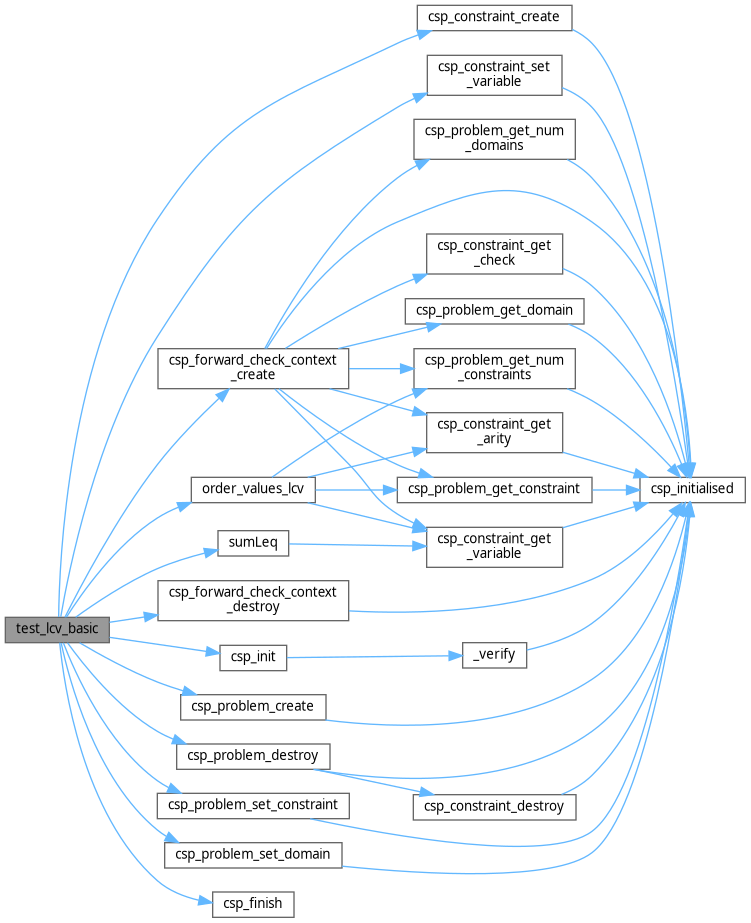 csp_constraint_create
csp_constraint_set
_variable
csp_problem_get_num
_domains
csp_constraint_get
_check
csp_problem_get_domain
csp_forward_check_context
_create
csp_problem_get_num
_constraints
csp_constraint_get
_arity
order_values_lcv
csp_problem_get_constraint
csp_initialised
sumLeq
csp_constraint_get
_variable
csp_forward_check_context
_destroy
test_lcv_basic
csp_init
_verify
csp_problem_create
csp_problem_destroy
csp_problem_set_constraint
csp_constraint_destroy
csp_problem_set_domain
csp_finish